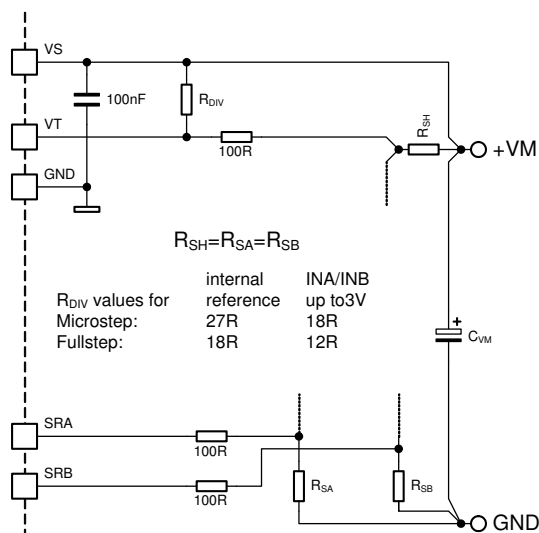 VS
100nF
RDIV
VT
100R
RSH
+VM
GND
RSH=RSA=RSB
internal INA/INB
RDIV values for reference up to3V
Microstep: 27R 18R
Fullstep: 18R 12R
+
CVM
SRA
100R
SRB
100R
RSA
RSB
GND